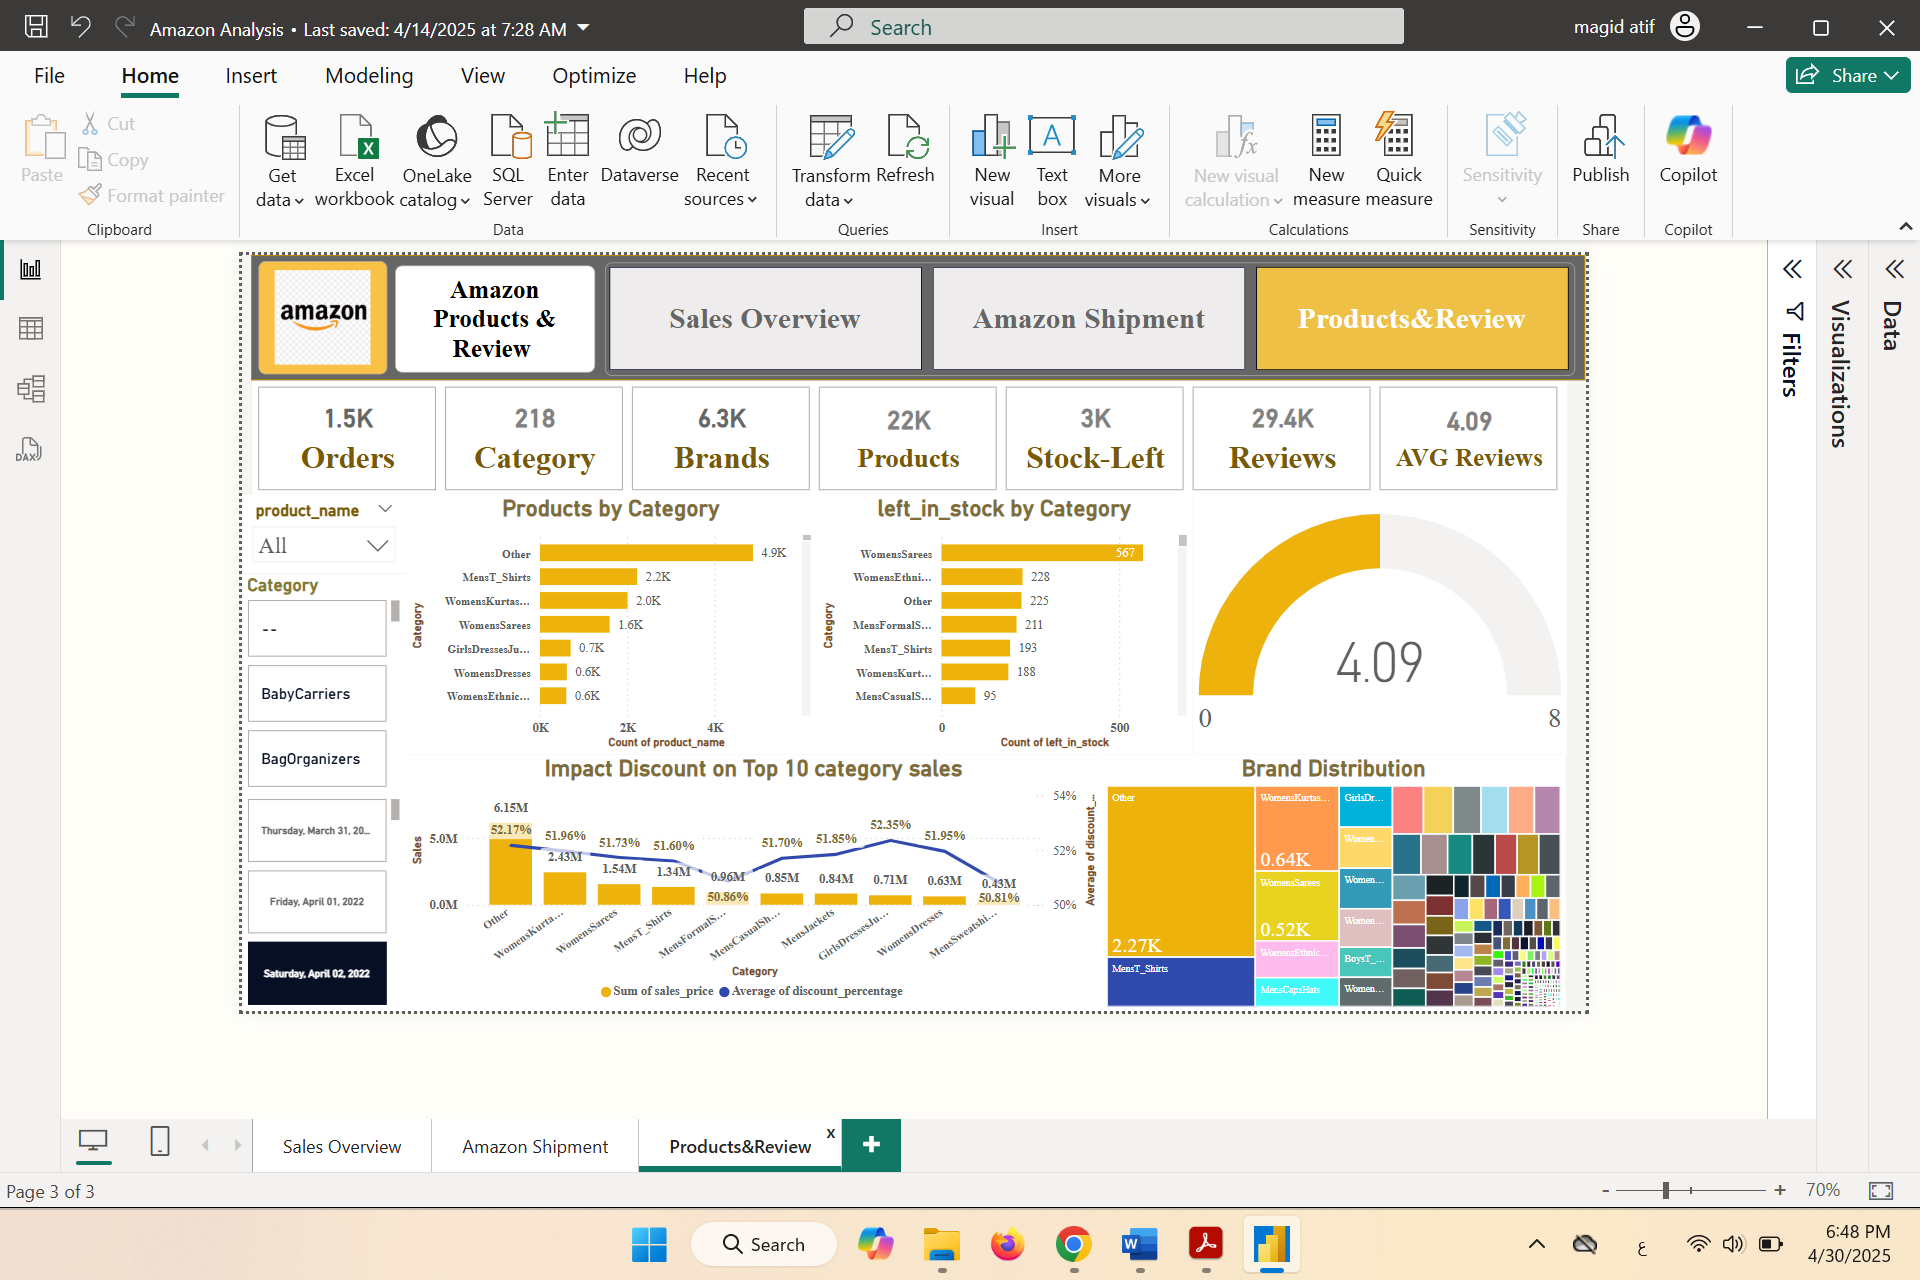 Amazon Analysis • Last saved: 4/14/2025 at 7:28 AM
Search
magid atif
File
Home
Insert
Modeling
View
Optimize
Help
Share
Paste
Cut
Copy
Format painter
Clipboard
Get
data
Excel
workbook
OneLake
catalog
SQL
Server
Enter
data
Dataverse
Recent
sources
Data
Transform
data
Refresh
Queries
New
visual
Text
box
More
visuals
Insert
New visual
calculation
New
measure
Quick
measure
Calculations
Sensitivity
Sensitivity
Publish
Share
Copilot
Copilot
amazon
Amazon
Products &
Review
Sales Overview
Amazon Shipment
Products&Review
1.5K
Orders
218
Category
6.3K
Brands
22K
Products
3K
Stock-Left
29.4K
Reviews
4.09
AVG Reviews
product_name
All
Category
--
BabyCarriers
BagOrganizers
Thursday, March 31, 20...
Friday, April 01, 2022
Saturday, April 02, 2022
Products by Category
Category
Other
4.9K
MensT_Shirts
2.2K
WomensKurtas...
2.0K
WomensSarees
1.6K
GirlsDressesJu...
0.7K
WomensDresses
0.6K
WomensEthnic...
0.6K
0K
2K
4K
Count of product_name
left_in_stock by Category
Category
WomensSarees
567
WomensEthni...
228
Other
225
MensFormalS...
211
MensT_Shirts
193
WomensKurt...
188
MensCasualS...
95
0
500
Count of left_in_stock
4.09
0
8
Impact Discount on Top 10 category sales
Sales
5.0M
0.0M
6.15M
52.17%
51.96%
2.43M
51.73%
1.54M
51.60%
1.34M
0.96M
50.86%
51.70%
0.85M
51.85%
0.84M
52.35%
0.71M
51.95%
0.63M
0.43M
50.81%
54%
52%
50%
Average of discount_...
Other
WomensKurta...
WomensSarees
MensT_Shirts
MensFormalS...
MensCasualSh...
MensJackets
GirlsDressesJu...
WomensDresses
MensSweatshi...
Category
Sum of sales_price
Average of discount_percentage
Brand Distribution
Other
2.27K
MensT_Shirts
WomensKurtas...
0.64K
WomensSarees
0.52K
WomensEthnic...
MensCapsHats
GirlsDr...
Women...
Women...
Women...
BoysT_...
Women...
Filters
Visualizations
Data
DAX
Sales Overview
Amazon Shipment
Products&Review
x
+
Page 3 of 3
-
+
70%
Search
ع
6:48 PM
4/30/2025